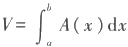 V = ∫_a^b A(x) dx